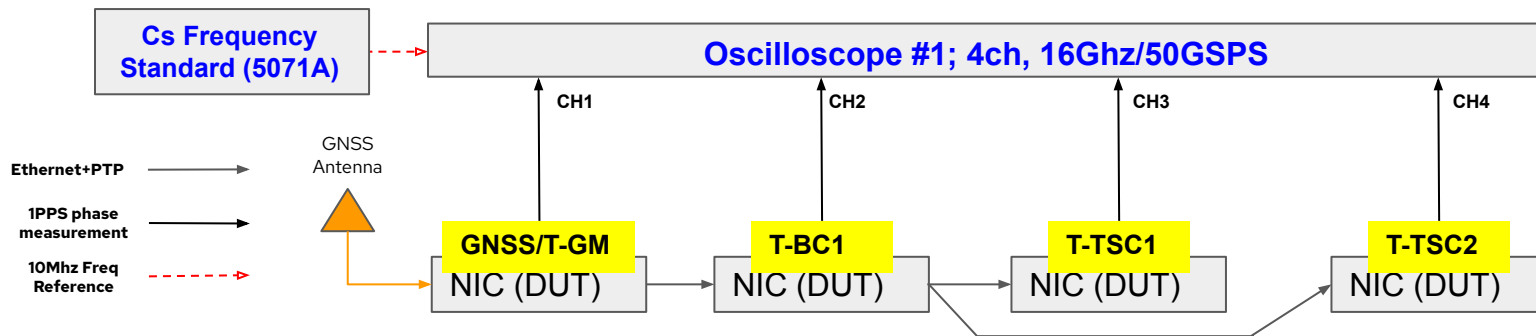 Cs Frequency
Standard (5071A)
Oscilloscope #1; 4ch, 16Ghz/50GSPS
CH1
CH2
CH3
CH4
Ethernet+PTP
1PPS phase
measurement
10Mhz Freq
Reference
GNSS
Antenna
GNSS/T-GM
NIC (DUT)
T-BC1
NIC (DUT)
T-TSC1
NIC (DUT)
T-TSC2
NIC (DUT)